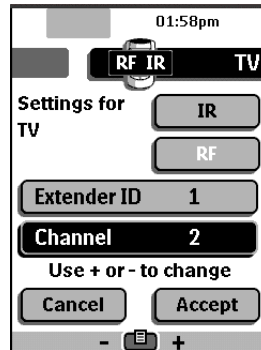 01:58pm
RF IR TV
Settings for TV
IR
RF
Extender ID 1
Channel 2
Use + or - to change
Cancel Accept
- +